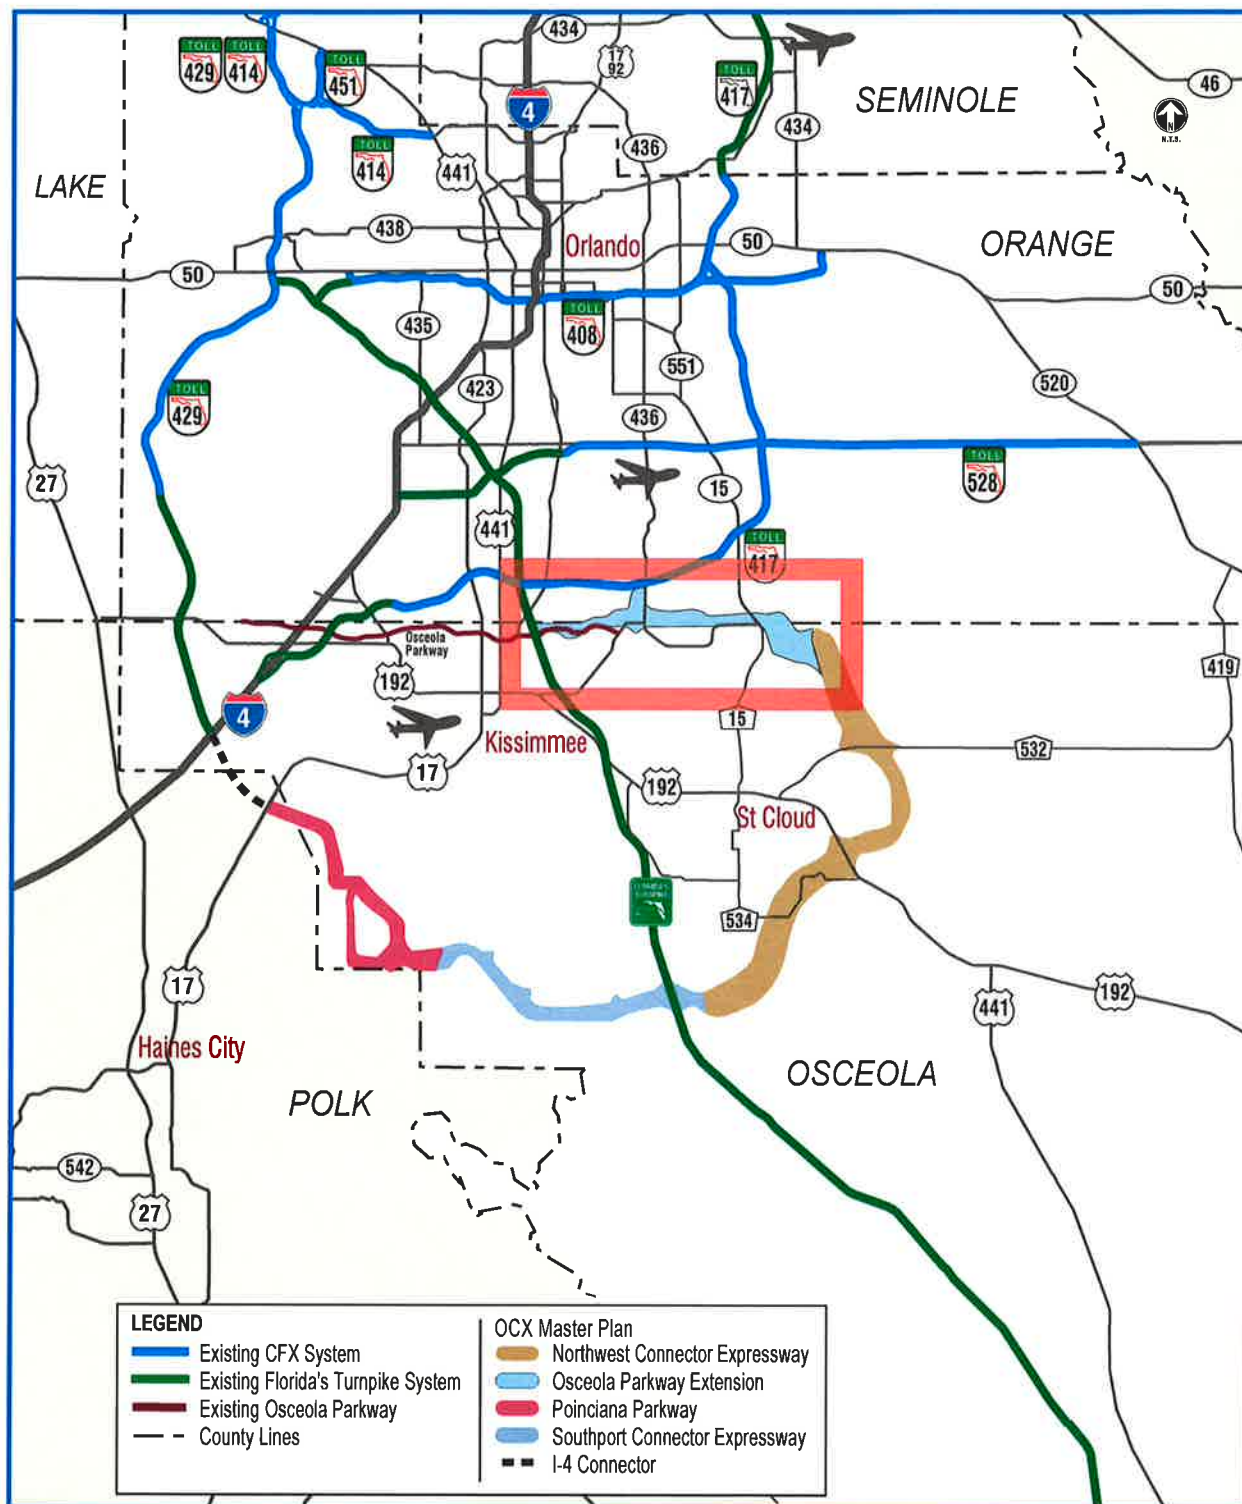 434
TOLL
429
TOLL
414
TOLL
451
17
92
TOLL
417
46
SEMINOLE
N
N.T.S.
4
434
436
TOLL
414
441
LAKE
438
Orlando
50
ORANGE
50
50
TOLL
408
435
551
520
423
TOLL
429
436
27
15
TOLL
528
441
TOLL
417
Osceola
Parkway
192
419
4
15
Kissimmee
532
17
192
St Cloud
534
17
441
192
Haines City
OSCEOLA
POLK
542
27
LEGEND
Existing CFX System
Existing Florida's Turnpike System
Existing Osceola Parkway
County Lines
OCX Master Plan
Northwest Connector Expressway
Osceola Parkway Extension
Poinciana Parkway
Southport Connector Expressway
I-4 Connector